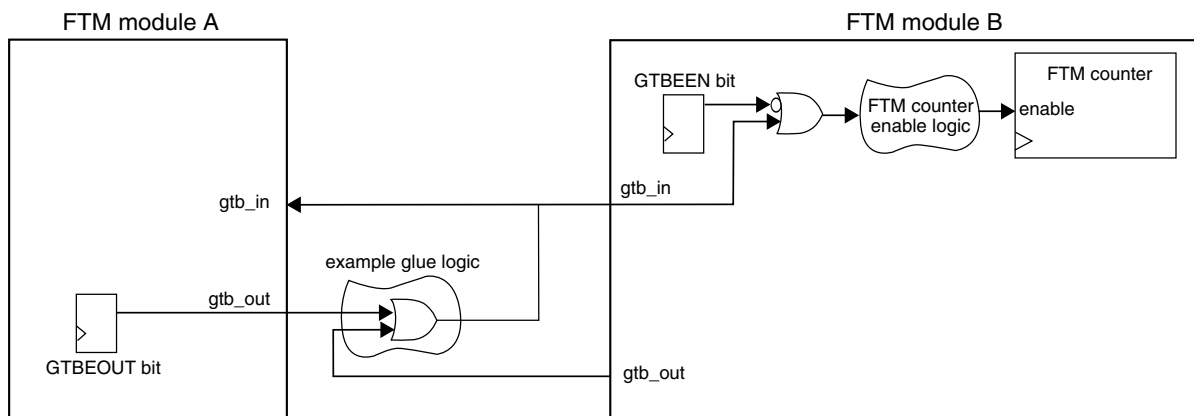 FTM module A
FTM module B
GTBEEN bit
FTM counter
enable
FTM counter
enable logic
gtb_in
gtb_in
example glue logic
gtb_out
GTBEOUT bit
gtb_out